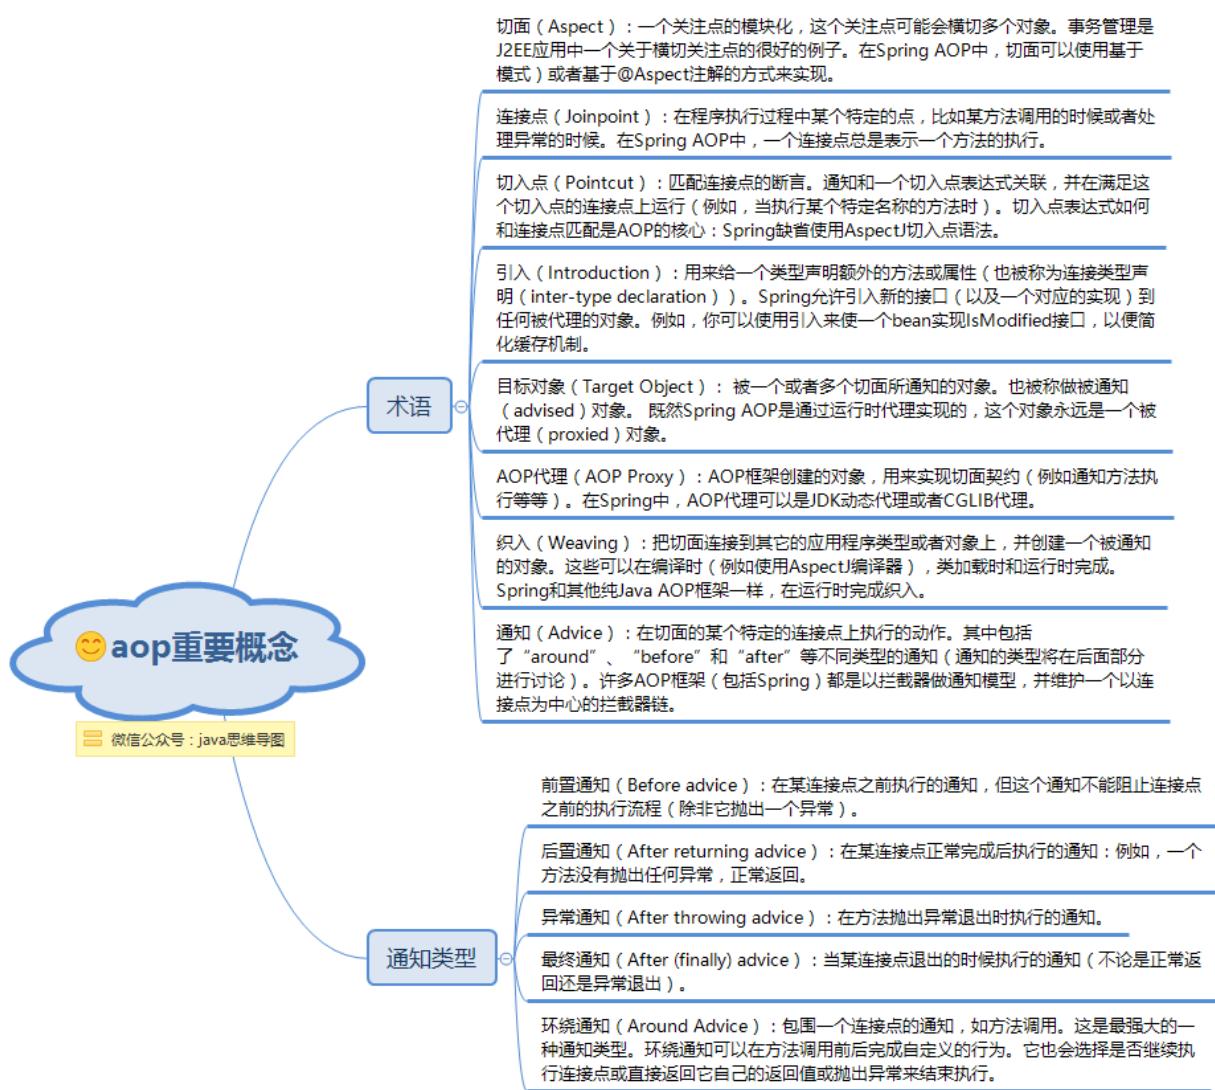 切面（Aspect）：一个关注点的模块化，这个关注点可能会横切多个对象。事务管理是
J2EE应用中一个关于横切关注点的很好的例子。在Spring AOP中，切面可以使用基于
模式）或者基于@Aspect注解的方式来实现。
连接点（Joinpoint）：在程序执行过程中某个特定的点，比如某方法调用的时候或者处
理异常的时候。在Spring AOP中，一个连接点总是表示一个方法的执行。
切入点（Pointcut）：匹配连接点的断言。通知和一个切入点表达式关联，并在满足这
个切入点的连接点上运行（例如，当执行某个特定名称的方法时）。切入点表达式如何
和连接点匹配是AOP的核心：Spring缺省使用AspectJ切入点语法。
引入（Introduction）：用来给一个类型声明额外的方法或属性（也被称为连接类型声
明（inter-type declaration））。Spring允许引入新的接口（以及一个对应的实现）到
任何被代理的对象。例如，你可以使用引入来使一个bean实现IsModified接口，以便简
化缓存机制。
目标对象（Target Object）： 被一个或者多个切面所通知的对象。也被称做被通知
（advised）对象。 既然Spring AOP是通过运行时代理实现的，这个对象永远是一个被
代理（proxied）对象。
AOP代理（AOP Proxy）：AOP框架创建的对象，用来实现切面契约（例如通知方法执
行等等）。在Spring中，AOP代理可以是JDK动态代理或者CGLIB代理。
织入（Weaving）：把切面连接到其它的应用程序类型或者对象上，并创建一个被通知
的对象。这些可以在编译时（例如使用AspectJ编译器），类加载时和运行时完成。
Spring和其他纯Java AOP框架一样，在运行时完成织入。
通知（Advice）：在切面的某个特定的连接点上执行的动作。其中包括
了“around”、“before”和“after”等不同类型的通知（通知的类型将在后面部分
进行讨论）。许多AOP框架（包括Spring）都是以拦截器做通知模型，并维护一个以连
接点为中心的拦截器链。
术语
aop重要概念
微信公众号：java思维导图
前置通知（Before advice）：在某连接点之前执行的通知，但这个通知不能阻止连接点
之前的执行流程（除非它抛出一个异常）。
后置通知（After returning advice）：在某连接点正常完成后执行的通知：例如，一个
方法没有抛出任何异常，正常返回。
异常通知（After throwing advice）：在方法抛出异常退出时执行的通知。
通知类型
最终通知（After (finally) advice）：当某连接点退出的时候执行的通知（不论是正常返
回还是异常退出）。
环绕通知（Around Advice）：包围一个连接点的通知，如方法调用。这是最强大的一
种通知类型。环绕通知可以在方法调用前后完成自定义的行为。它也会选择是否继续执
行连接点或直接返回它自己的返回值或抛出异常来结束执行。